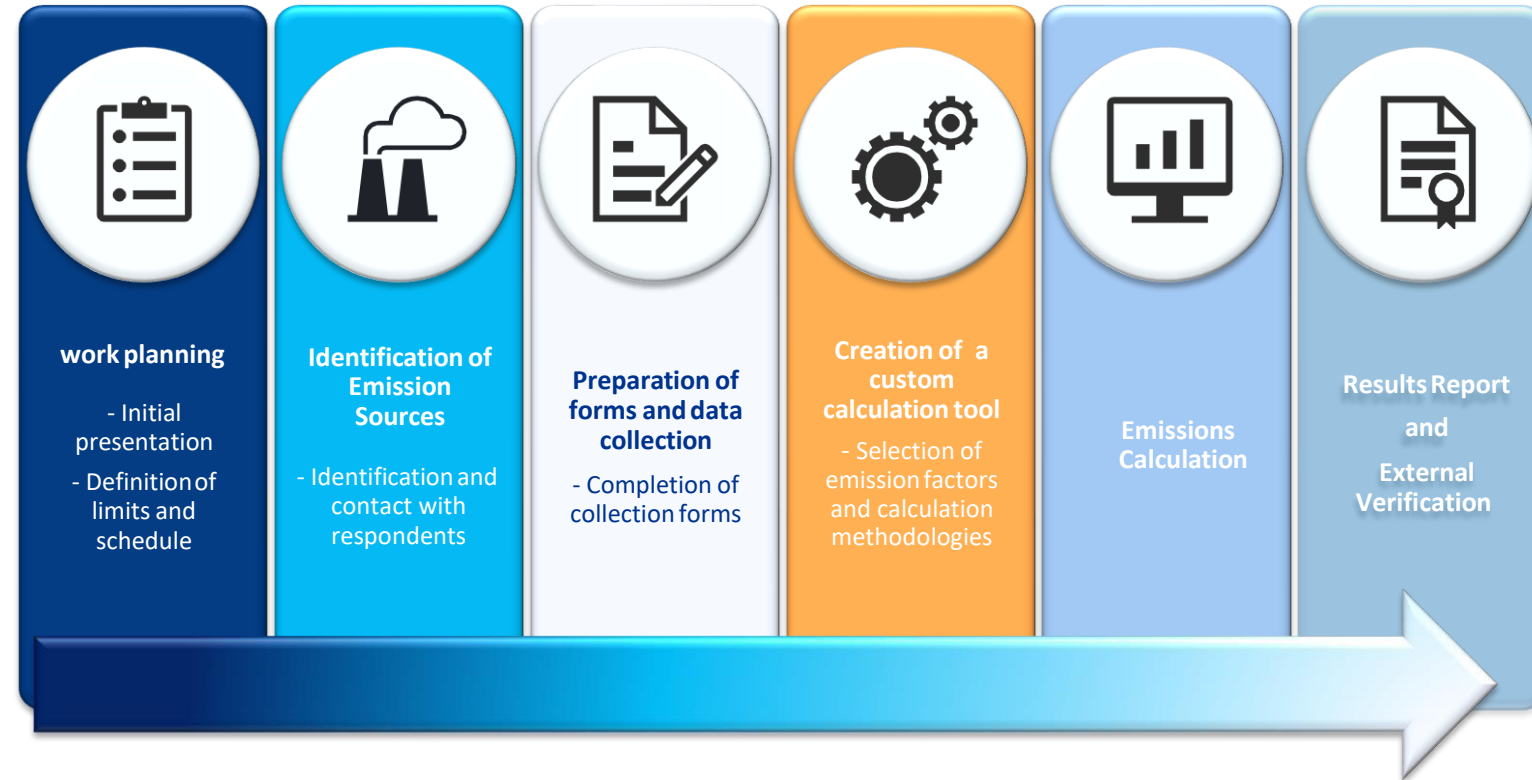 work planning
- Initial
presentation
- Definition of
limits and
schedule
Identification of
Emission
Sources
- Identification and
contact with
respondents
Preparation of
forms and data
collection
- Completion of
collection forms
Creation of a
custom
calculation tool
- Selection of
emission factors
and calculation
methodologies
Emissions
Calculation
Results Report
and
External
Verification